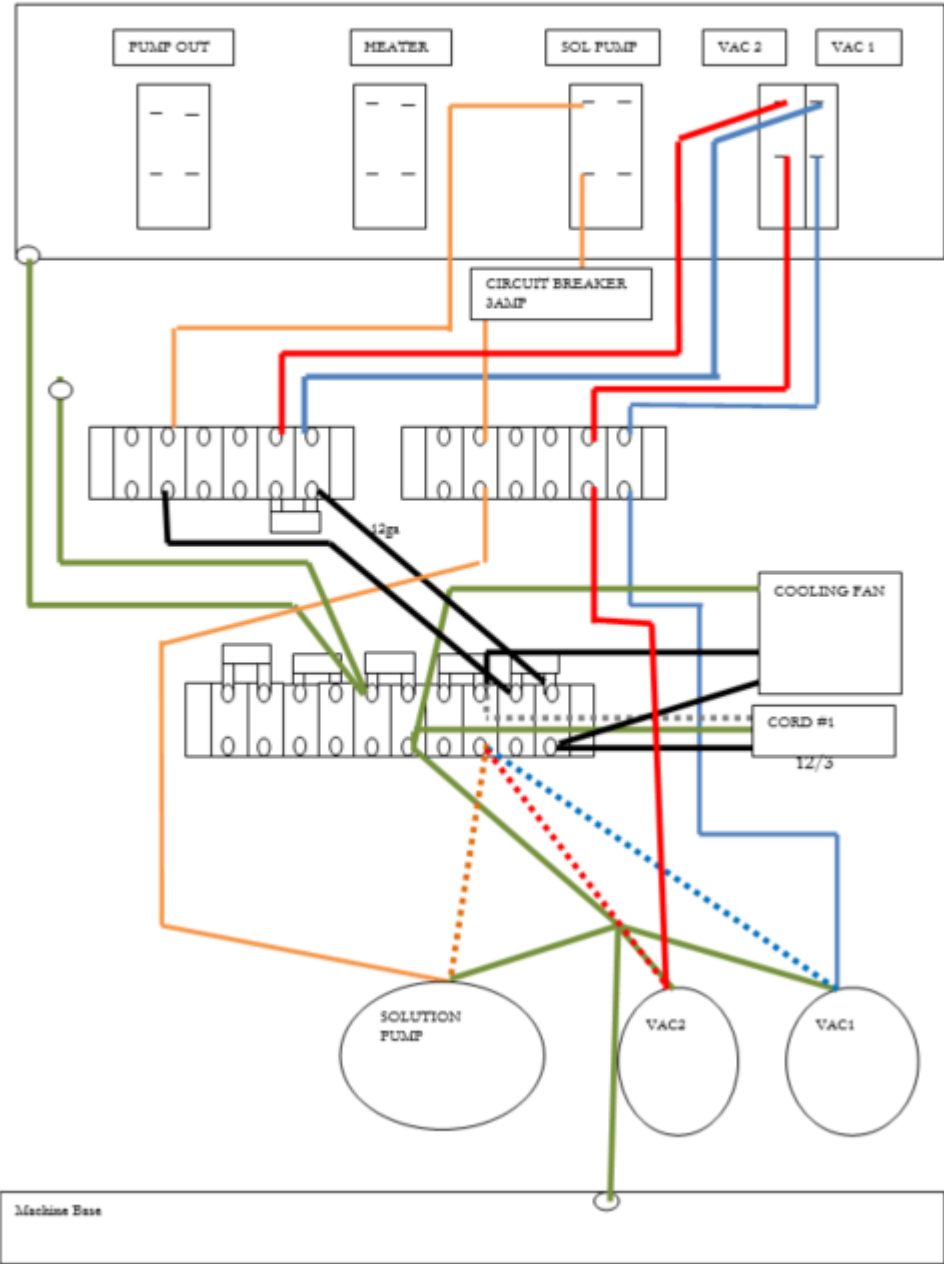 PUMP OUT
HEATER
SOL PUMP
VAC 2
VAC 1
CIRCUIT BREAKER
3AMP
12ga
COOLING FAN
CORD #1
12/3
SOLUTION
PUMP
VAC2
VAC1
Machine Base